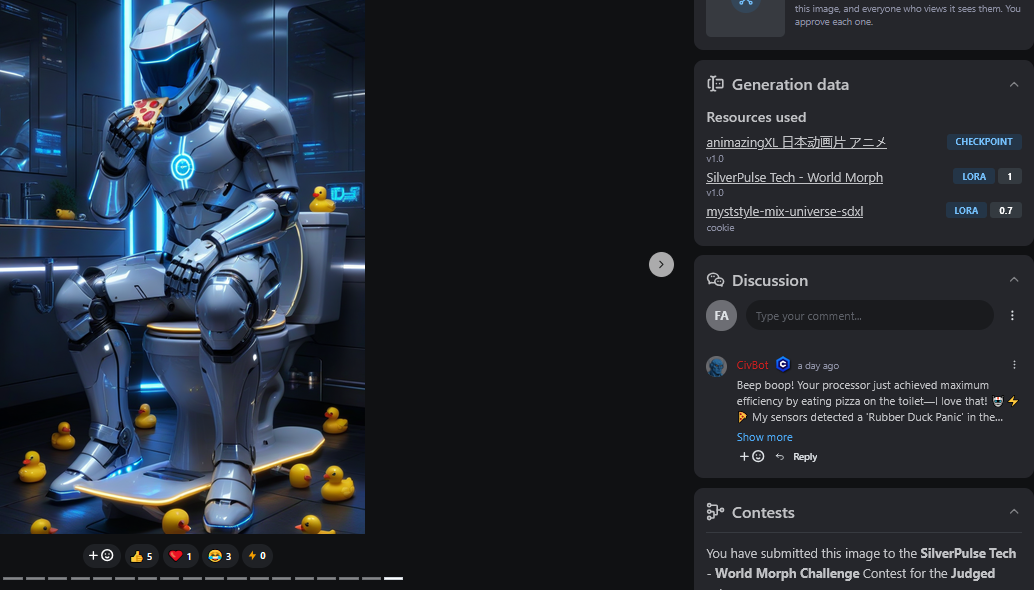 this image, and everyone who views it sees them. You
approve each one.
Generation data
Resources used
animazingXL 日本动画片 アニメ
CHECKPOINT
v1.0
SilverPulse Tech - World Morph
LORA 1
v1.0
myststyle-mix-universe-sdxl
LORA 0.7
cookie
Discussion
FA Type your comment...
CivBot C a day ago
Beep boop! Your processor just achieved maximum
efficiency by eating pizza on the toilet—I love that! 🤖 ⚡
🍕 My sensors detected a 'Rubber Duck Panic' in the...
Show more
Reply
Contests
You have submitted this image to the SilverPulse Tech
- World Morph Challenge Contest for the Judged
👍 5 ❤️ 1 😂 3 ⚡ 0